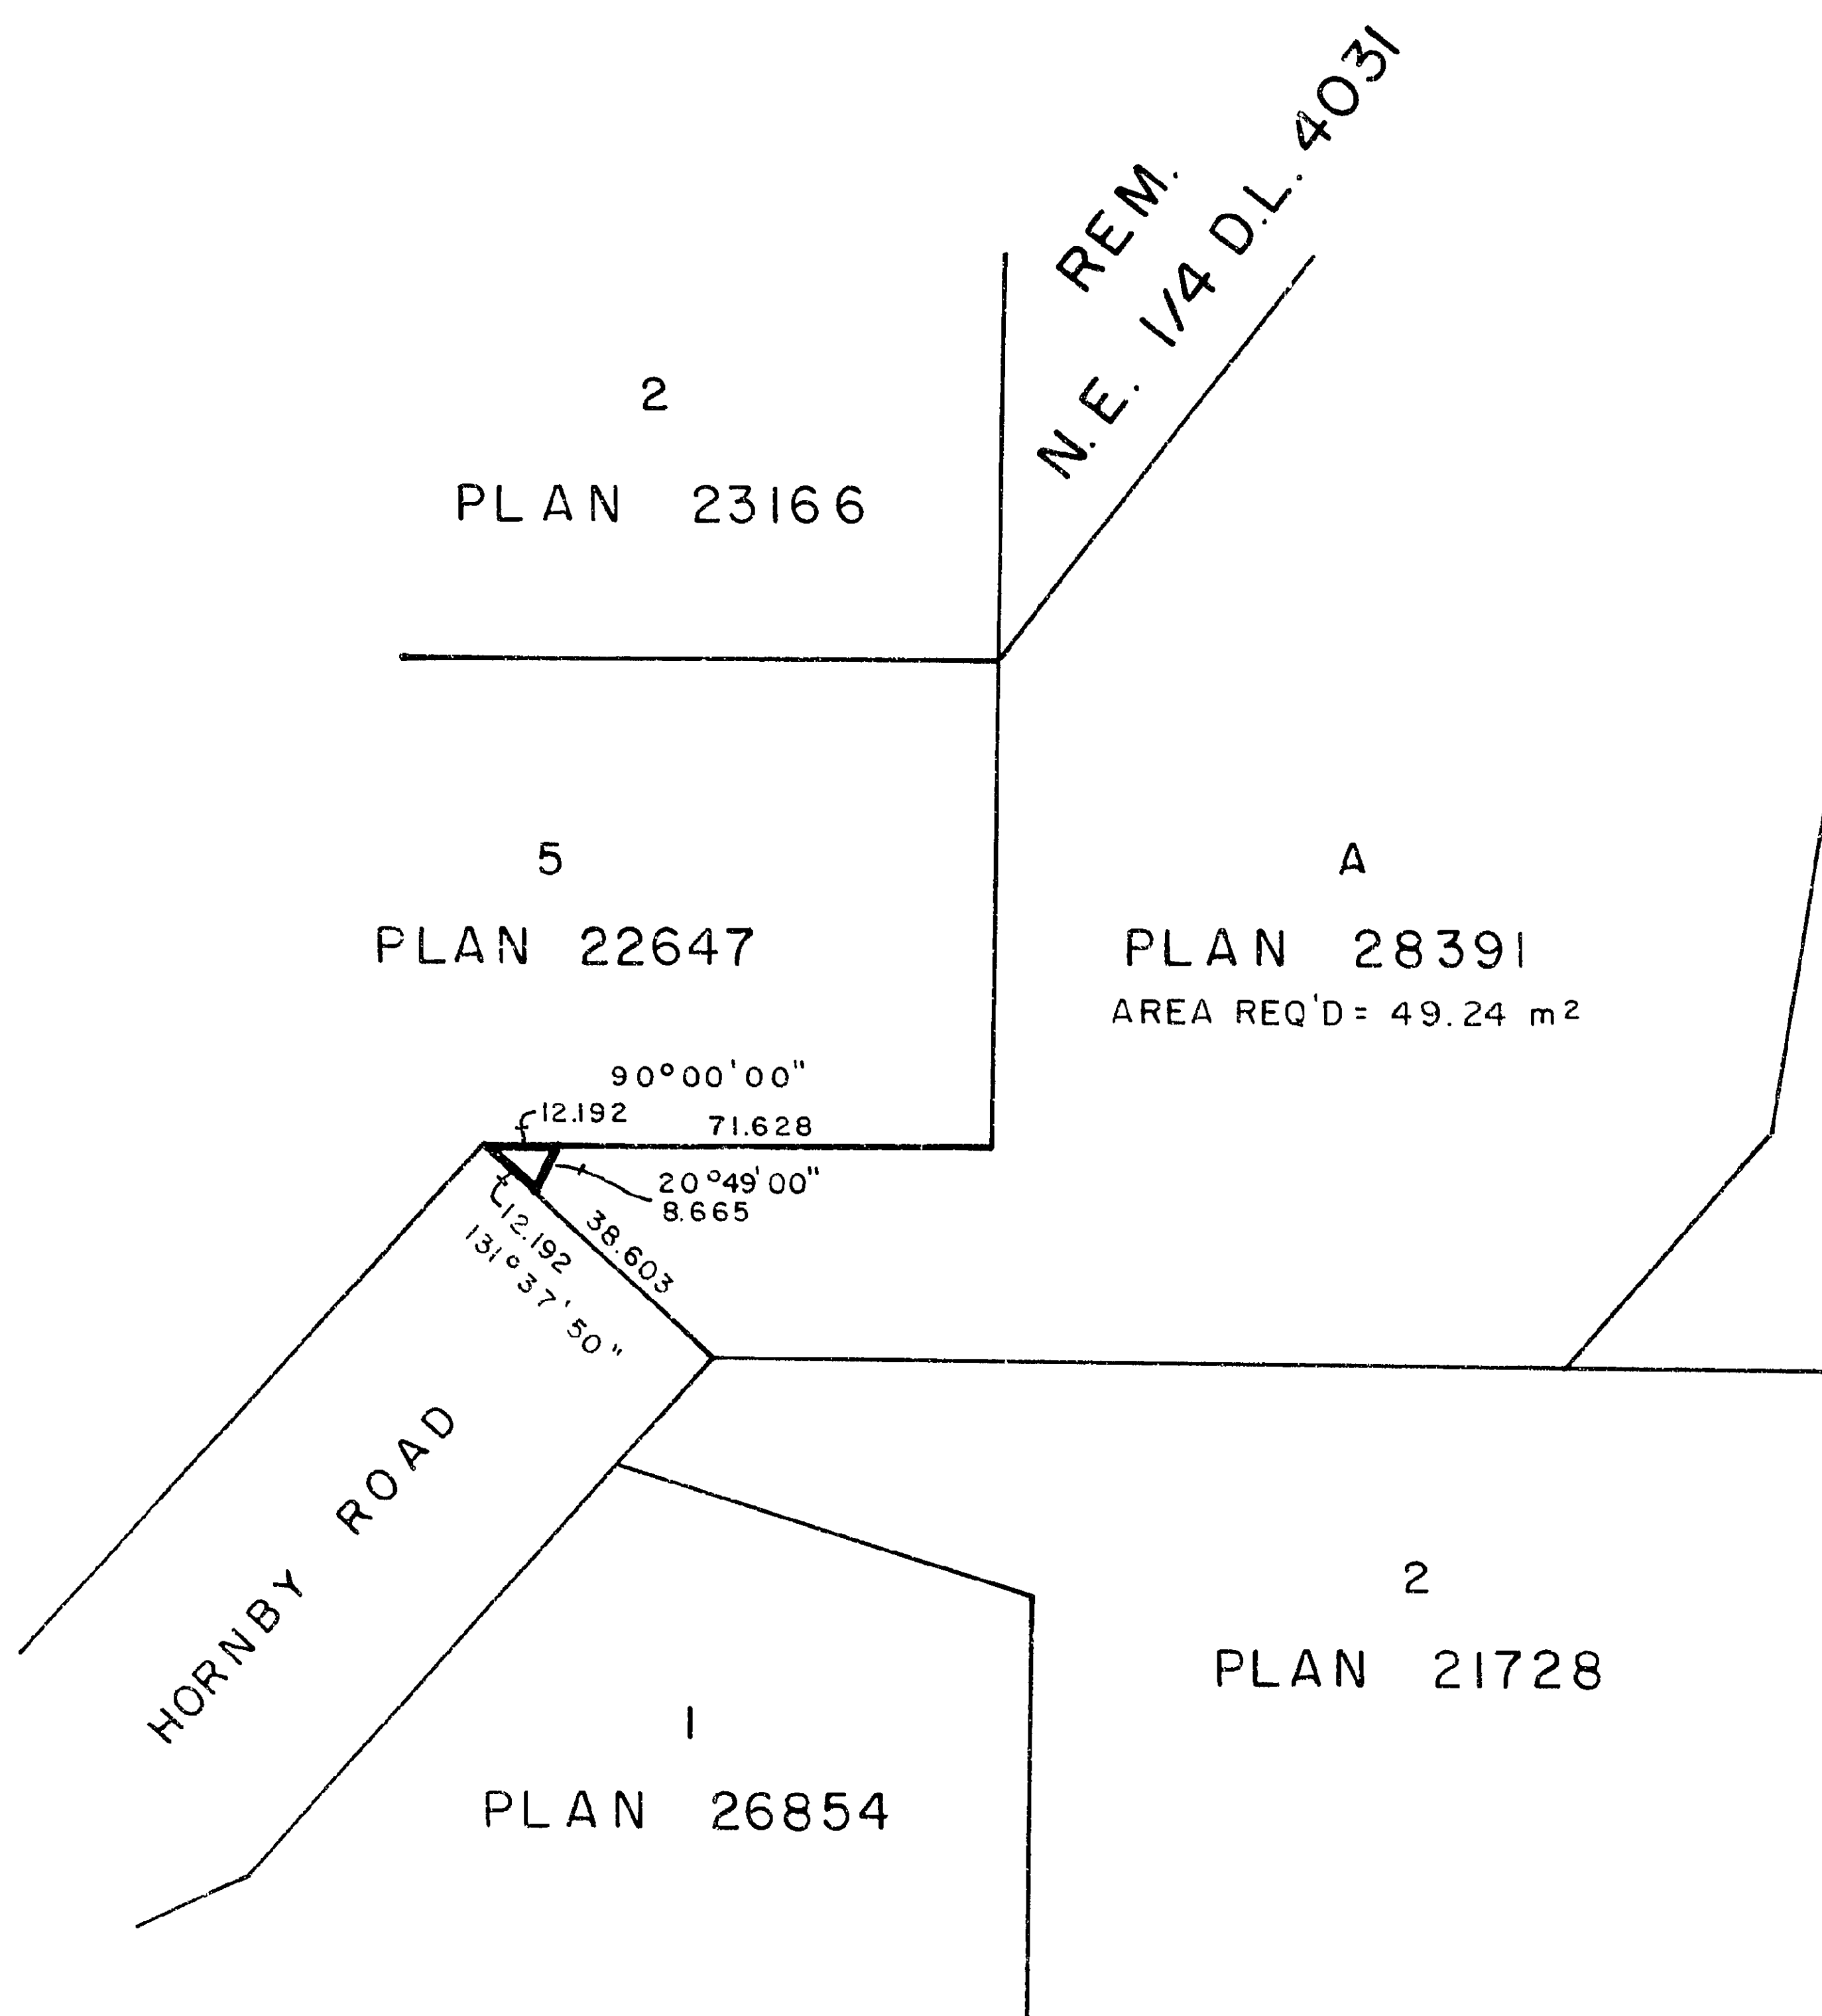 REM.
N.E. 1/4 D.L. 4031
2
PLAN 23166
5
PLAN 22647
A
PLAN 28391
AREA REQ'D = 49.24 m²
90°00'00"
12.192
71.628
20°49'00"
8.665
12.192
131°37'50"
38.603
HORNBY ROAD
2
PLAN 21728
1
PLAN 26854